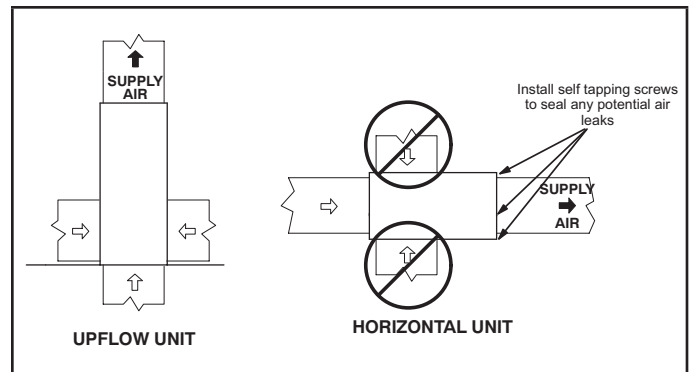 SUPPLY
AIR
UPFLOW UNIT
Install self tapping screws
to seal any potential air
leaks
SUPPLY
AIR
HORIZONTAL UNIT